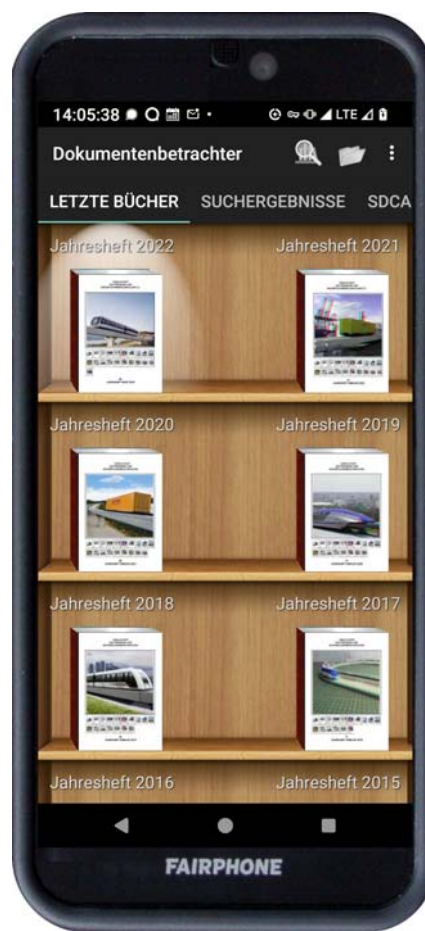 14:05:38
LTE
Dokumentenbetrachter
LETZTE BÜCHER SUCHERGEBNISSE SDCA
Jahresheft 2022 Jahresheft 2021
Jahresheft 2020 Jahresheft 2019
Jahresheft 2018 Jahresheft 2017
Jahresheft 2016 Jahresheft 2015
FAIRPHONE